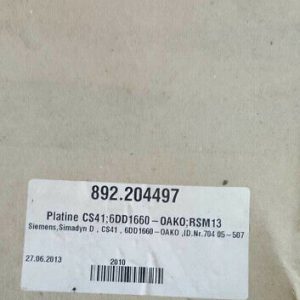 892.204497
Platine CS41;6DD1660-0AK0;RSM13
Siemens,Simadyn D , CS41 , 6DD1660-0AK0 ,ID.Nr.704 05-507
27.06.2013 2010